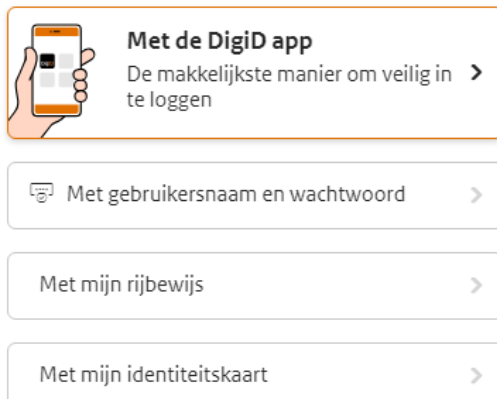 Met de DigiD app
De makkelijkste manier om veilig in
te loggen
Met gebruikersnaam en wachtwoord
Met mijn rijbewijs
Met mijn identiteitskaart